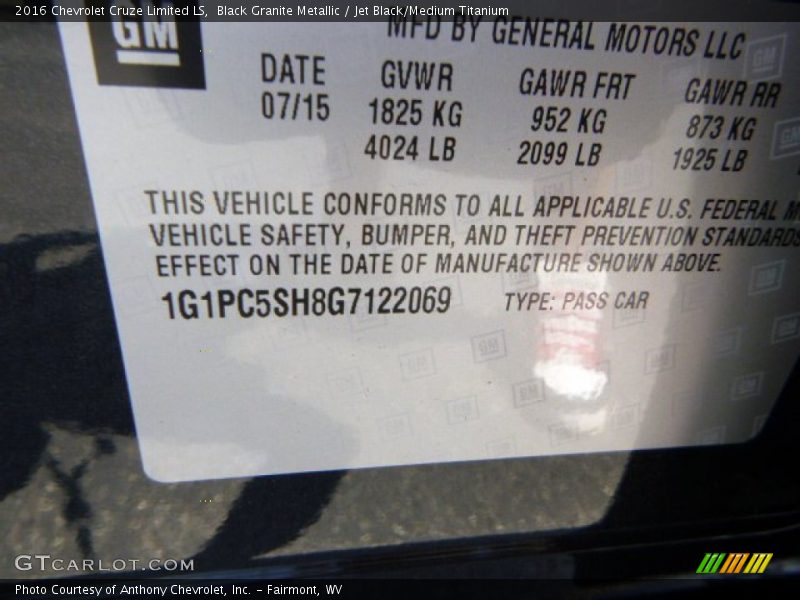 2016 Chevrolet Cruze Limited LS, Black Granite Metallic / Jet Black/Medium Titanium
GM
MFD BY GENERAL MOTORS LLC
DATE GVWR GAWR FRT GAWR RR
07/15 1825 KG 952 KG 873 KG
4024 LB 2099 LB 1925 LB
THIS VEHICLE CONFORMS TO ALL APPLICABLE U.S. FEDERAL M
VEHICLE SAFETY, BUMPER, AND THEFT PREVENTION STANDARDS
EFFECT ON THE DATE OF MANUFACTURE SHOWN ABOVE.
1G1PC5SH8G7122069 TYPE: PASS CAR
GTCARLOT.COM
Photo Courtesy of Anthony Chevrolet, Inc. – Fairmont, WV